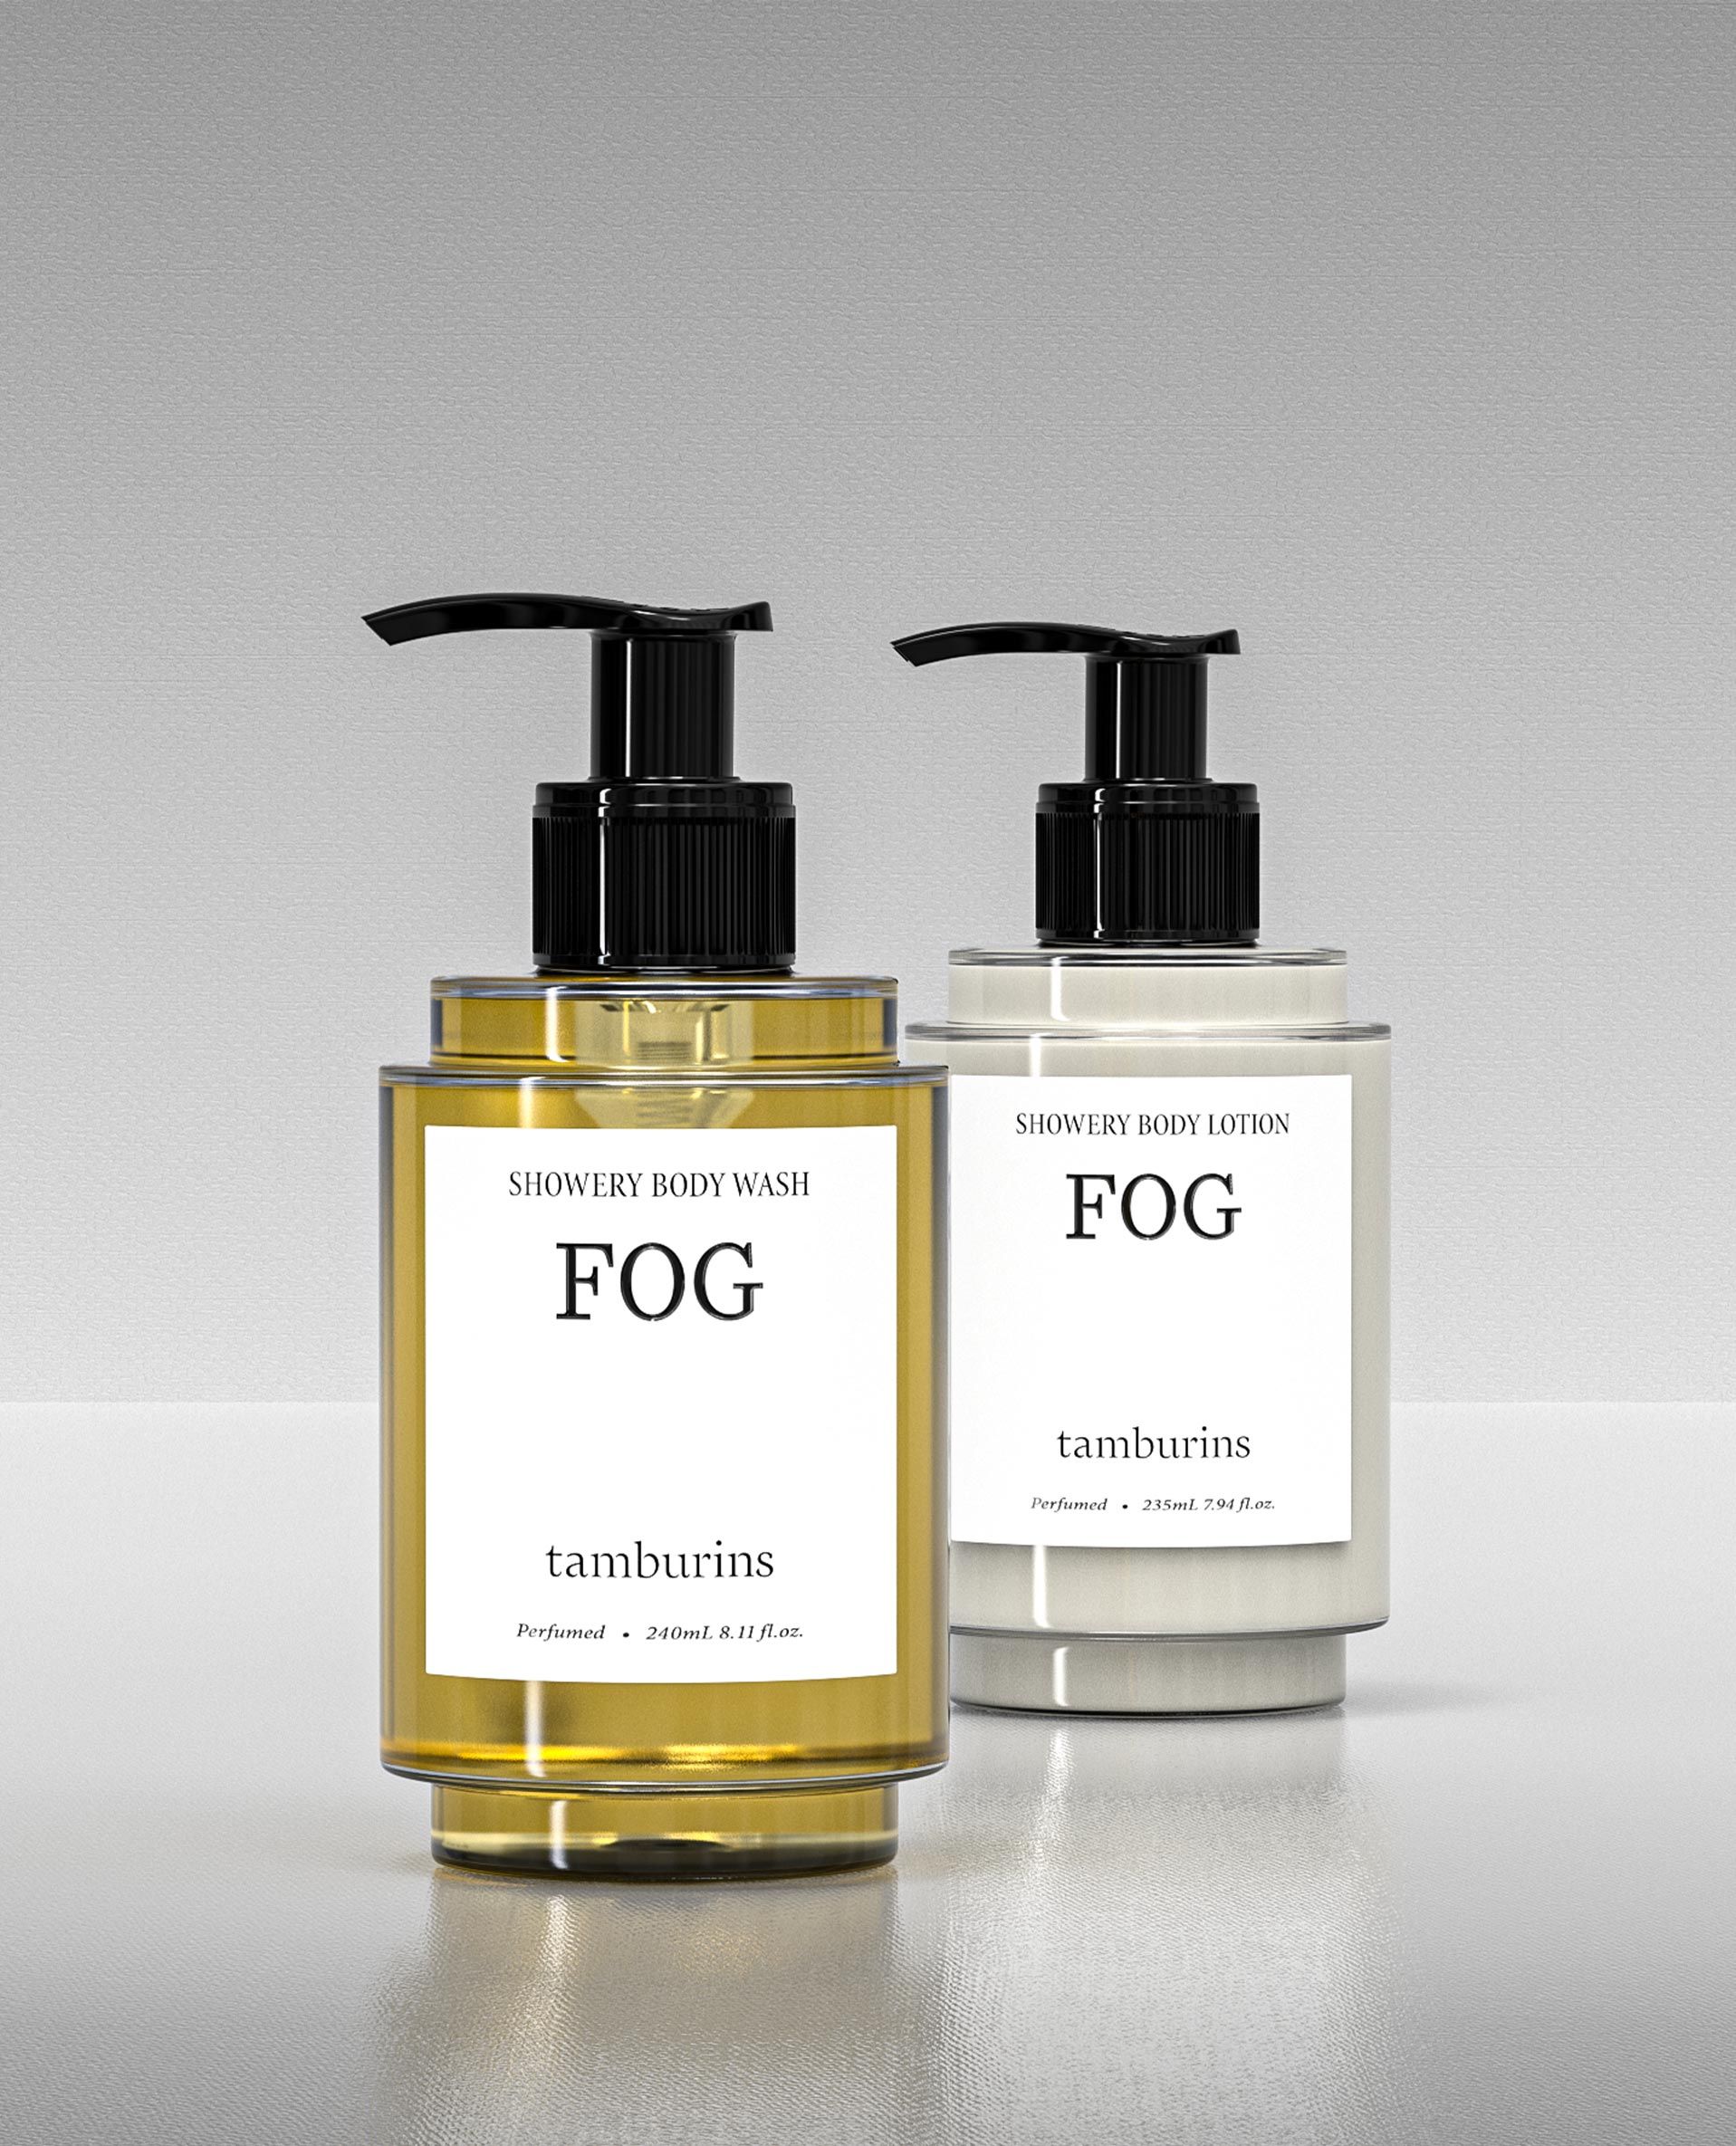 SHOWERY BODY WASH
FOG
tamburins
Perfumed • 240mL 8.11 fl.oz.
SHOWERY BODY LOTION
FOG
tamburins
Perfumed • 235mL 7.94 fl.oz.